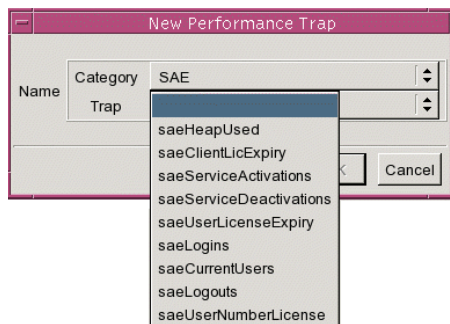 New Performance Trap
Name
Category SAE
Trap
saeHeapUsed
saeClientLicExpiry
saeServiceActivations
saeServiceDeactivations
saeUserLicenseExpiry
K Cancel
saeLogins
saeCurrentUsers
saeLogouts
saeUserNumberLicense